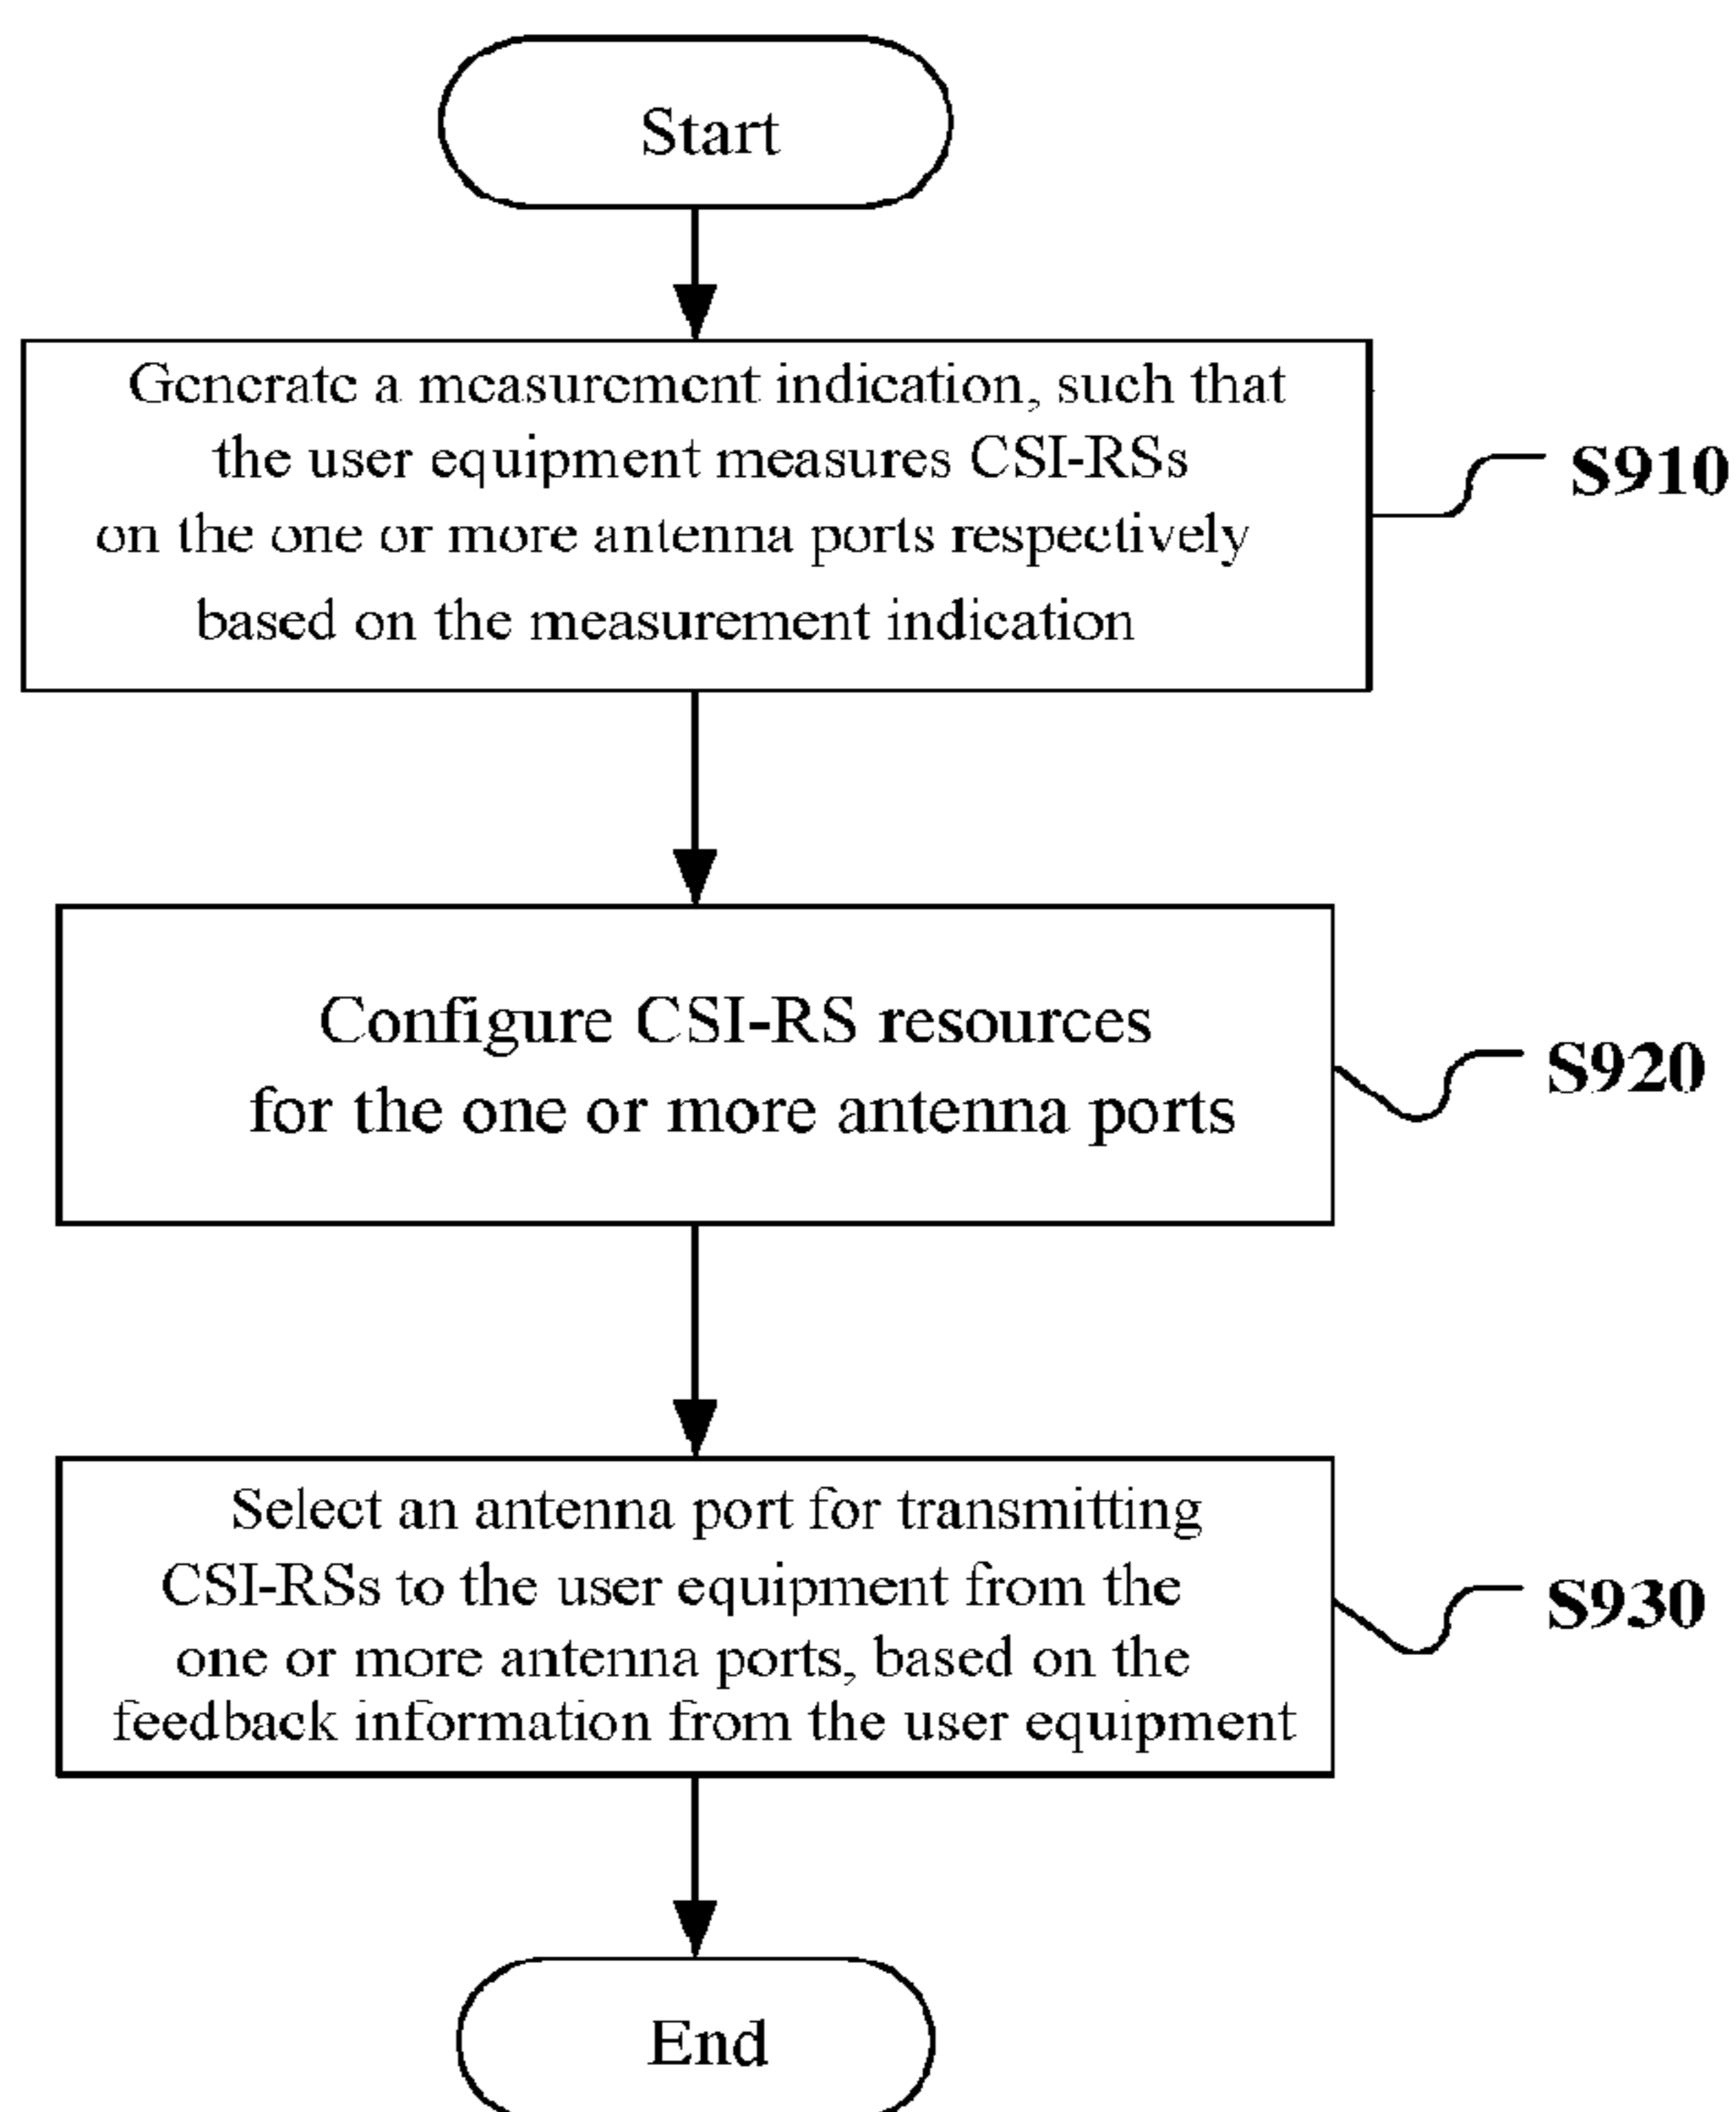 Start
Generate a measurement indication, such that
the user equipment measures CSI-RSs
on the one or more antenna ports respectively
based on the measurement indication
S910
Configure CSI-RS resources
for the one or more antenna ports
S920
Select an antenna port for transmitting
CSI-RSs to the user equipment from the
one or more antenna ports, based on the
feedback information from the user equipment
S930
End